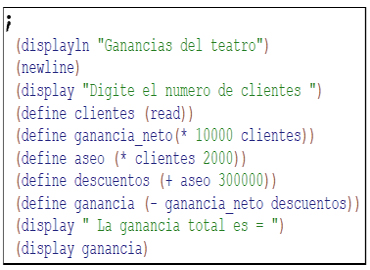 ;
(displayln "Ganancias del teatro")
(newline)
(display "Digite el numero de clientes ")
(define clientes (read))
(define ganancia_neto(* 10000 clientes))
(define aseo (* clientes 2000))
(define descuentos (+ aseo 300000))
(define ganancia (- ganancia_neto descuentos))
(display " La ganancia total es = ")
(display ganancia)